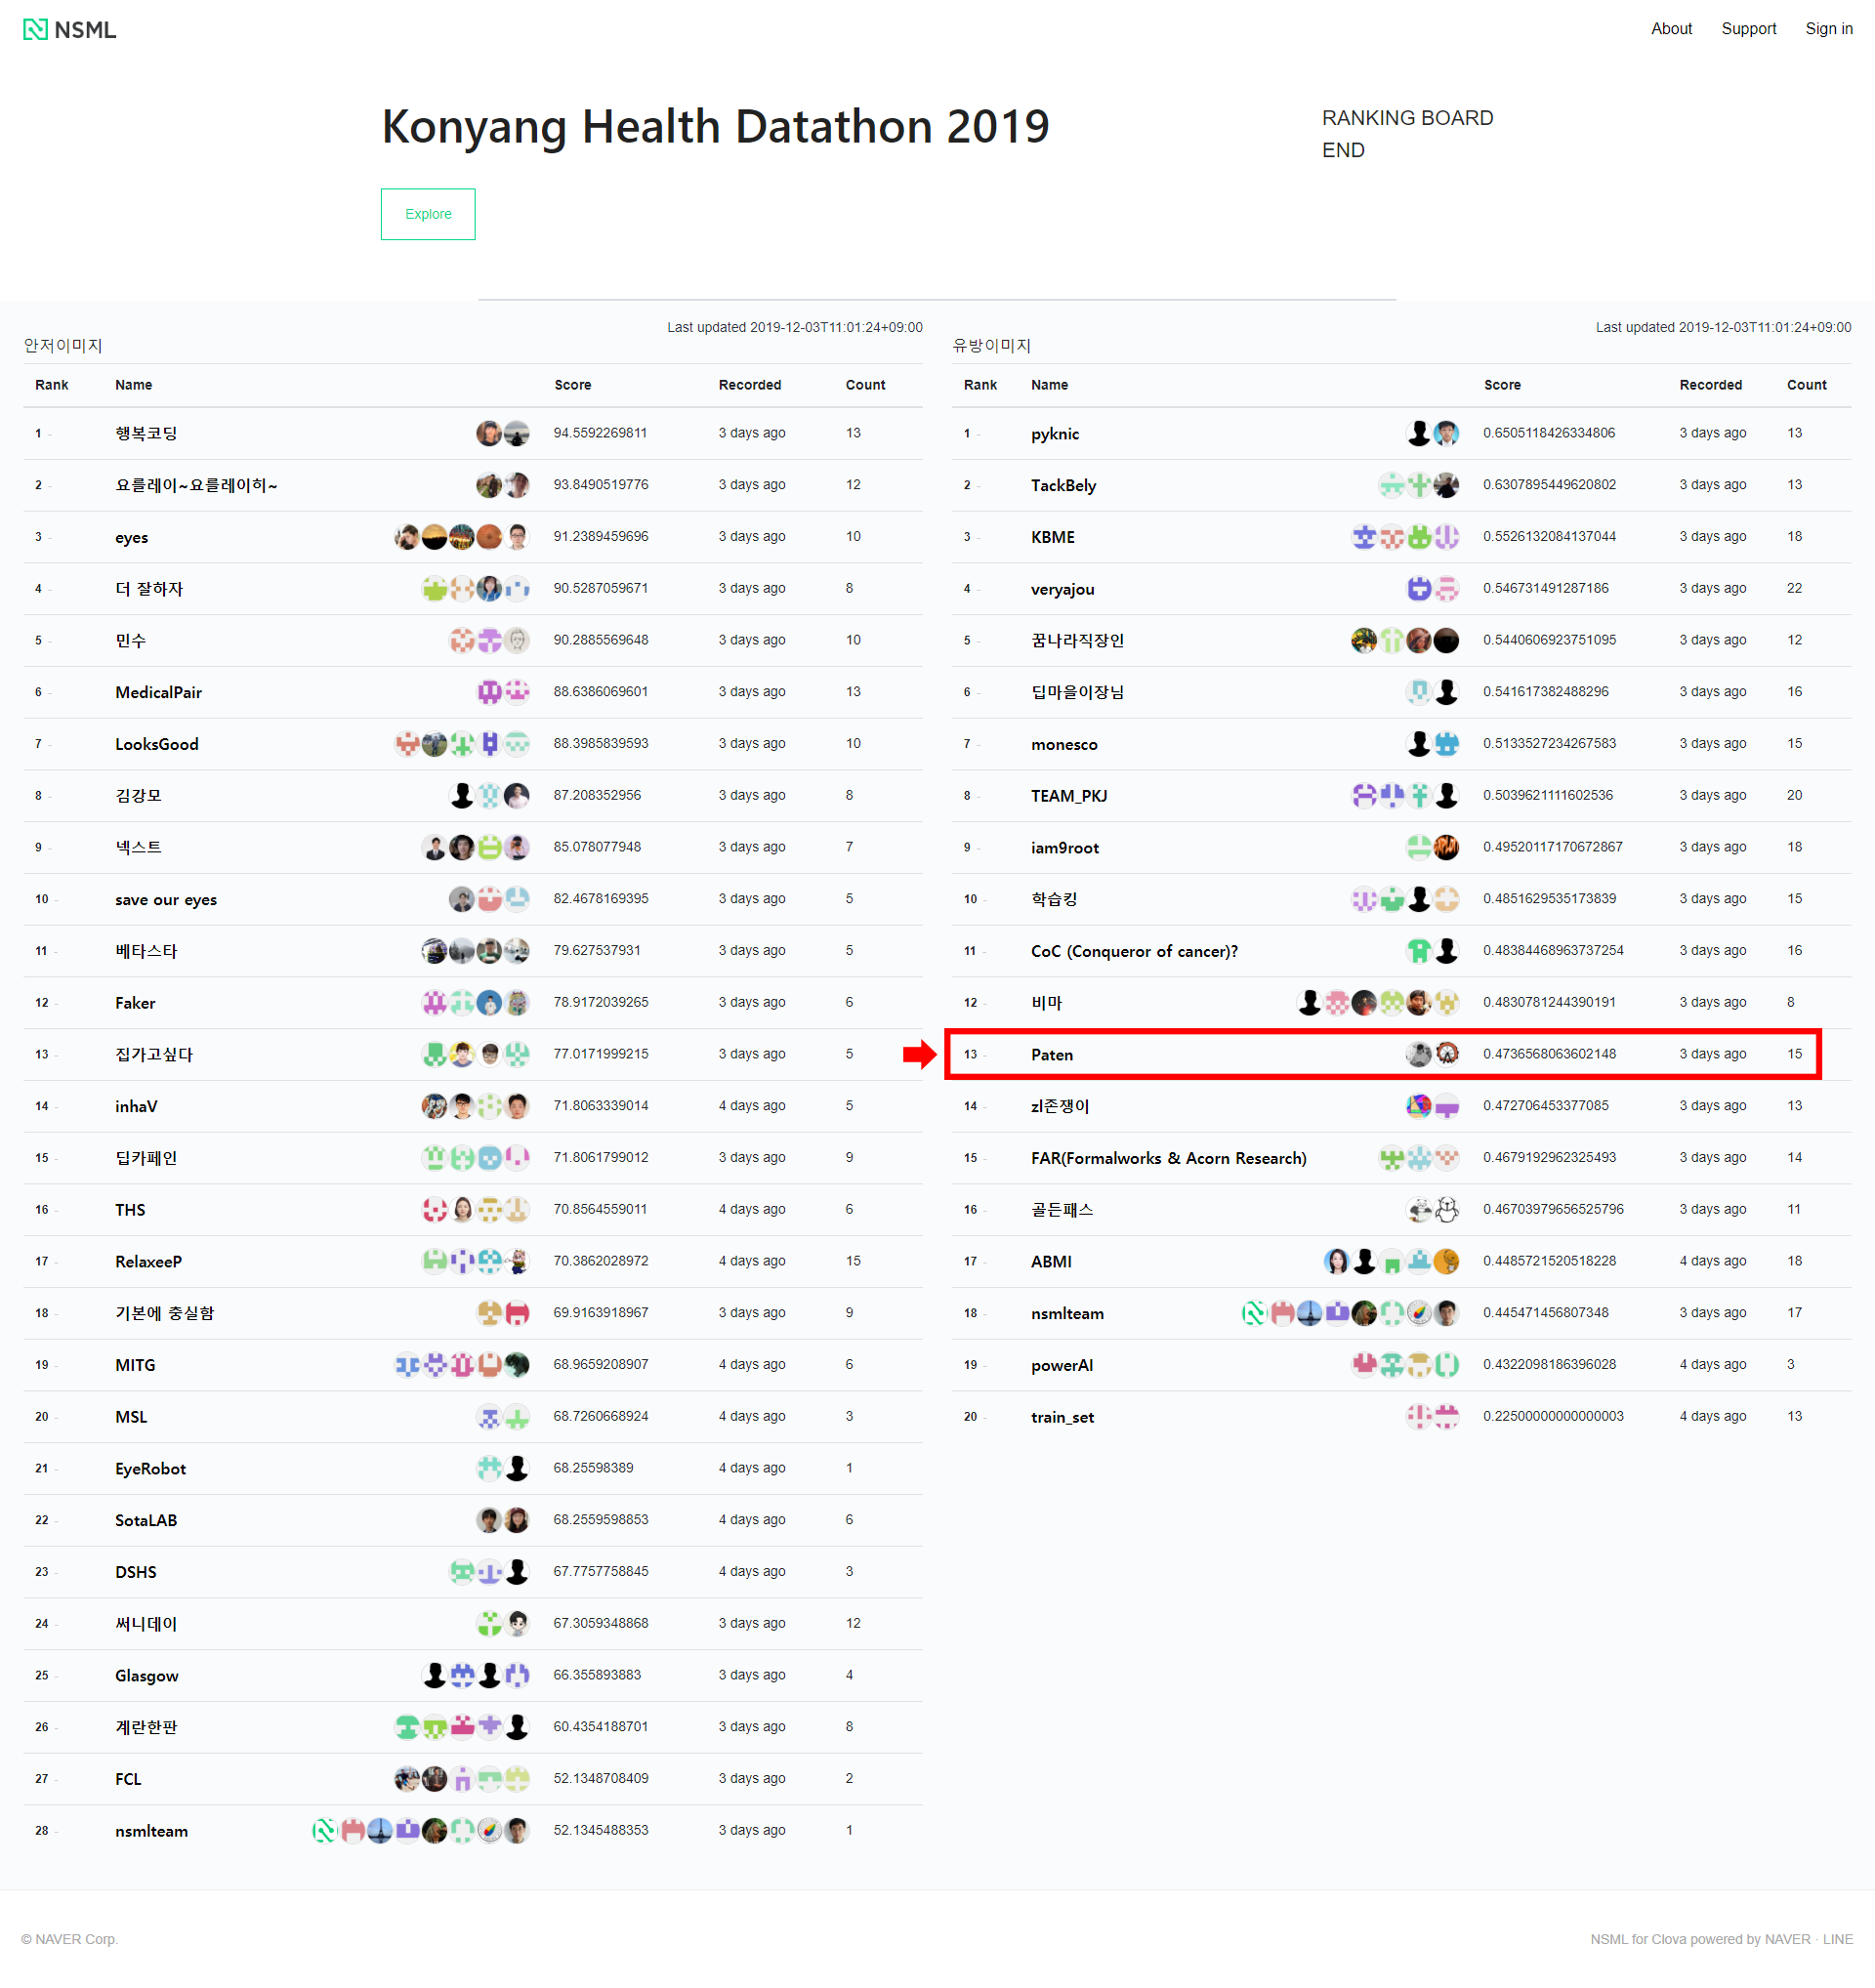 NSML
About Support Sign in
Konyang Health Datathon 2019
RANKING BOARD
END
Explore
Last updated 2019-12-03T11:01:24+09:00
안저이미지
Rank Name Score Recorded Count
1 - 행복코딩 94.5592269811 3 days ago 13
2 - 요를레이~요를레이히~ 93.8490519776 3 days ago 12
3 - eyes 91.2389459696 3 days ago 10
4 - 더 잘하자 90.5287059671 3 days ago 8
5 - 민수 90.2885569648 3 days ago 10
6 - MedicalPair 88.6386069601 3 days ago 13
7 - LooksGood 88.3985839593 3 days ago 10
8 - 김강모 87.208352956 3 days ago 8
9 - 넥스트 85.078077948 3 days ago 7
10 - save our eyes 82.4678169395 3 days ago 5
11 - 베타스타 79.627537931 3 days ago 5
12 - Faker 78.9172039265 3 days ago 6
13 - 집가고싶다 77.0171999215 3 days ago 5
14 - inhaV 71.8063339014 4 days ago 5
15 - 딥카페인 71.8061799012 3 days ago 9
16 - THS 70.8564559011 4 days ago 6
17 - RelaxeeP 70.3862028972 4 days ago 15
18 - 기본에 충실함 69.9163918967 3 days ago 9
19 - MITG 68.9659208907 4 days ago 6
20 - MSL 68.7260668924 4 days ago 3
21 - EyeRobot 68.25598389 4 days ago 1
22 - SotaLAB 68.2559598853 4 days ago 6
23 - DSHS 67.7757758845 4 days ago 3
24 - 써니데이 67.3059348868 3 days ago 12
25 - Glasgow 66.355893883 3 days ago 4
26 - 계란한판 60.4354188701 3 days ago 8
27 - FCL 52.1348708409 3 days ago 2
28 - nsmlteam 52.1345488353 3 days ago 1
Last updated 2019-12-03T11:01:24+09:00
유방이미지
Rank Name Score Recorded Count
1 - pyknic 0.6505118426334806 3 days ago 13
2 - TackBely 0.6307895449620802 3 days ago 13
3 - KBME 0.5526132084137044 3 days ago 18
4 - veryajou 0.546731491287186 3 days ago 22
5 - 꿈나라직장인 0.5440606923751095 3 days ago 12
6 - 딥마을이장님 0.541617382488296 3 days ago 16
7 - monesco 0.5133527234267583 3 days ago 15
8 - TEAM_PKJ 0.5039621111602536 3 days ago 20
9 - iam9root 0.49520117170672867 3 days ago 18
10 - 학습킹 0.4851629535173839 3 days ago 15
11 - CoC (Conqueror of cancer)? 0.48384468963737254 3 days ago 16
12 - 비마 0.4830781244390191 3 days ago 8
13 - Paten 0.4736568063602148 3 days ago 15
14 - zl존쟁이 0.472706453377085 3 days ago 13
15 - FAR(Formalworks & Acorn Research) 0.4679192962325493 3 days ago 14
16 - 골든패스 0.46703979656525796 3 days ago 11
17 - ABMI 0.4485721520518228 4 days ago 18
18 - nsmlteam 0.445471456807348 3 days ago 17
19 - powerAI 0.4322098186396028 4 days ago 3
20 - train_set 0.22500000000000003 4 days ago 13
© NAVER Corp.
NSML for Clova powered by NAVER · LINE